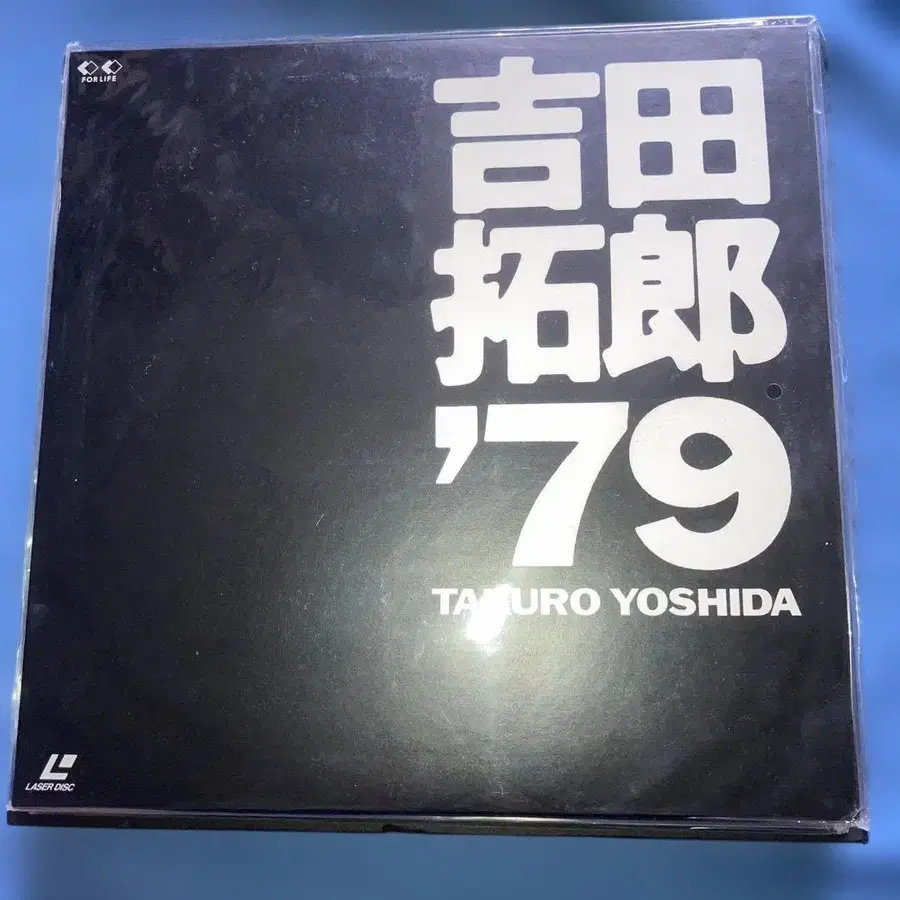 FOR LIFE
吉田
拓郎
'79
TAKURO YOSHIDA
LASER DISC